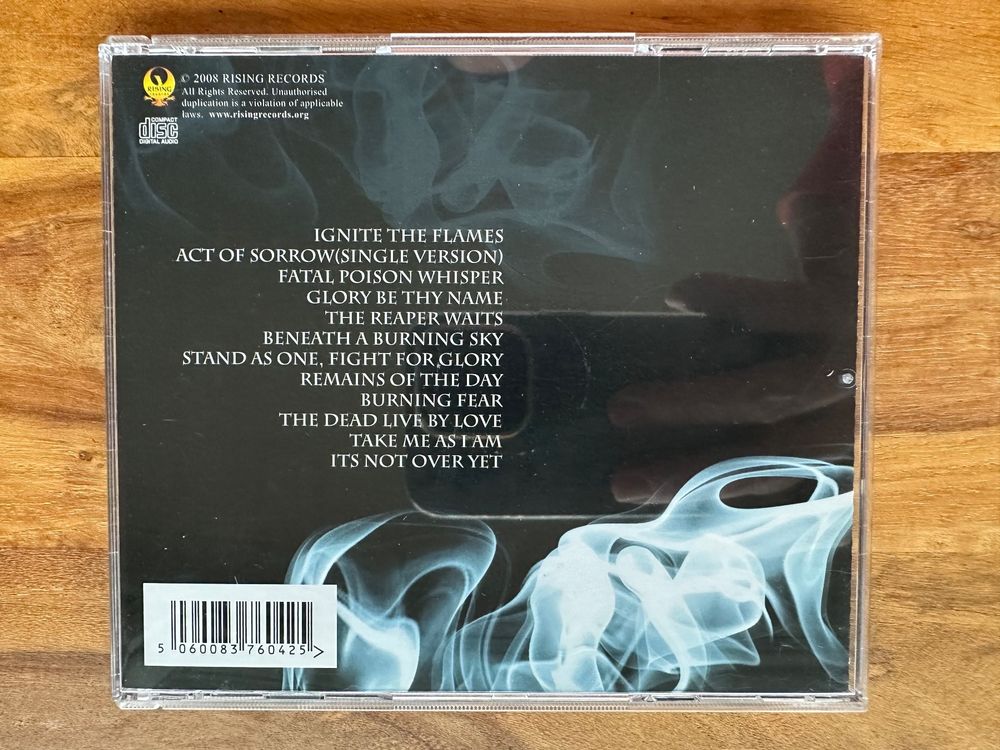 RISING
records
© 2008 RISING RECORDS
All Rights Reserved. Unauthorised
duplication is a violation of applicable
laws. www.risingrecords.org
COMPACT
disc
DIGITAL AUDIO
IGNITE THE FLAMES
ACT OF SORROW(SINGLE VERSION)
FATAL POISON WHISPER
GLORY BE THY NAME
THE REAPER WAITS
BENEATH A BURNING SKY
STAND AS ONE, FIGHT FOR GLORY
REMAINS OF THE DAY
BURNING FEAR
THE DEAD LIVE BY LOVE
TAKE ME AS I AM
ITS NOT OVER YET
5 060083 760425 >